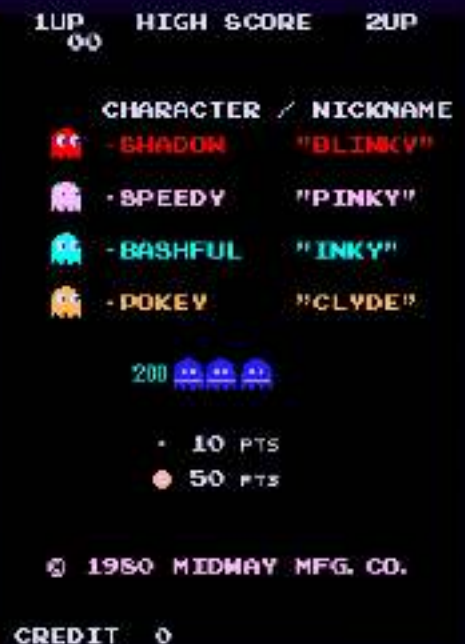 1UP HIGH SCORE 2UP
00
CHARACTER / NICKNAME
-SHADOW "BLINKY"
-SPEEDY "PINKY"
-BASHFUL "INKY"
-POKEY "CLYDE"
200
10 PTS
50 PTS
© 1980 MIDWAY MFG. CO.
CREDIT 0